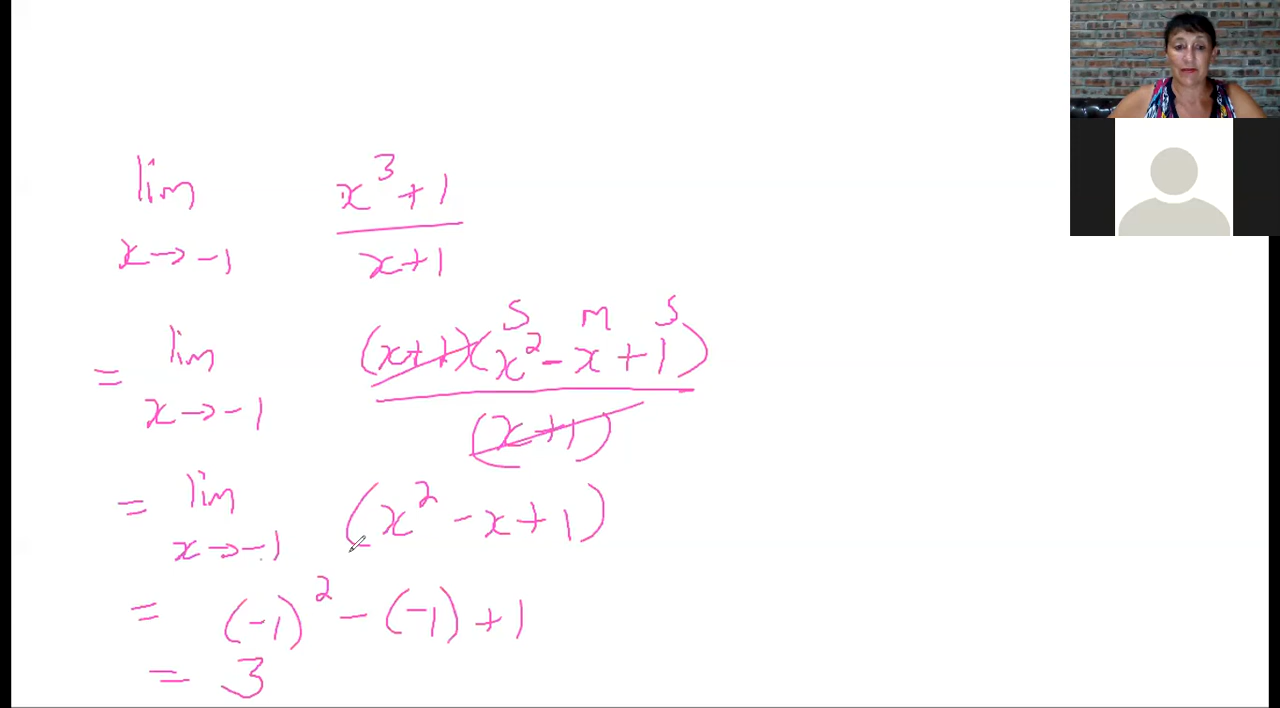 lim x³+1
x→-1 x+1
S m S
= lim (x+1)(x²-x+1)
x→-1 (x+1)
= lim (x²-x+1)
x→-1
= (-1)²-(-1)+1
= 3